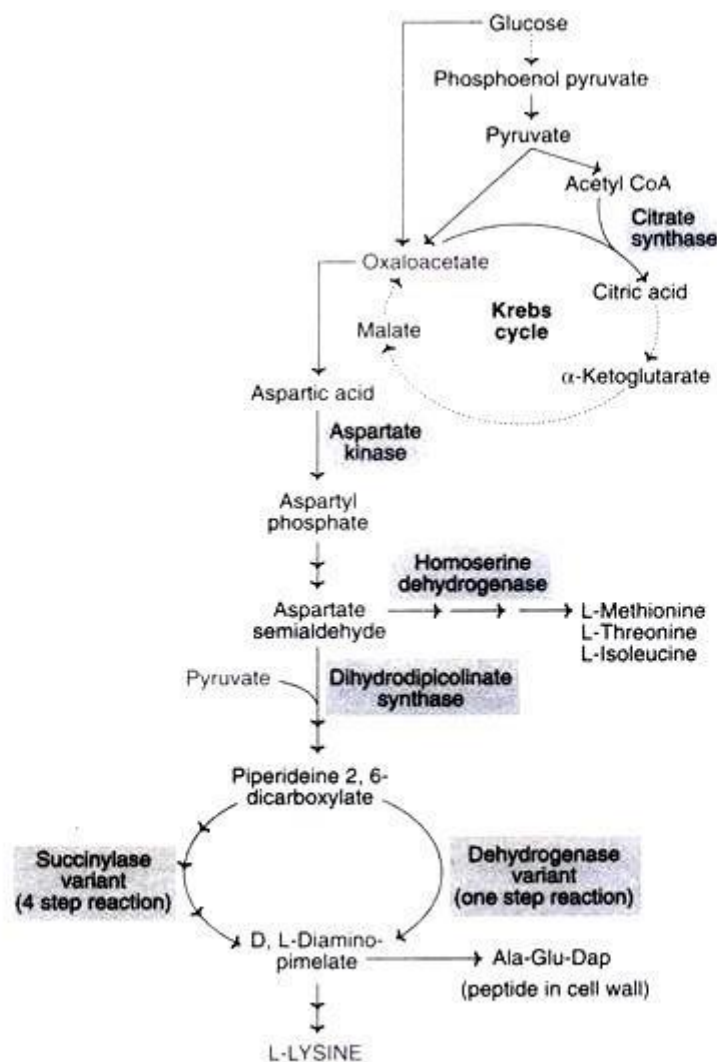 Glucose
Phosphoenol pyruvate
Pyruvate
Acetyl CoA
Citrate
synthase
Oxaloacetate
Citric acid
Krebs
cycle
Malate
α-Ketoglutarate
Aspartic acid
Aspartate
kinase
Aspartyl
phosphate
Homoserine
dehydrogenase
Aspartate
semialdehyde
L-Methionine
L-Threonine
L-Isoleucine
Pyruvate
Dihydrodipicolinate
synthase
Piperideine 2, 6-
dicarboxylate
Succinylase
variant
(4 step reaction)
Dehydrogenase
variant
(one step reaction)
D, L-Diamino-
pimelate
Ala-Glu-Dap
(peptide in cell wall)
L-LYSINE